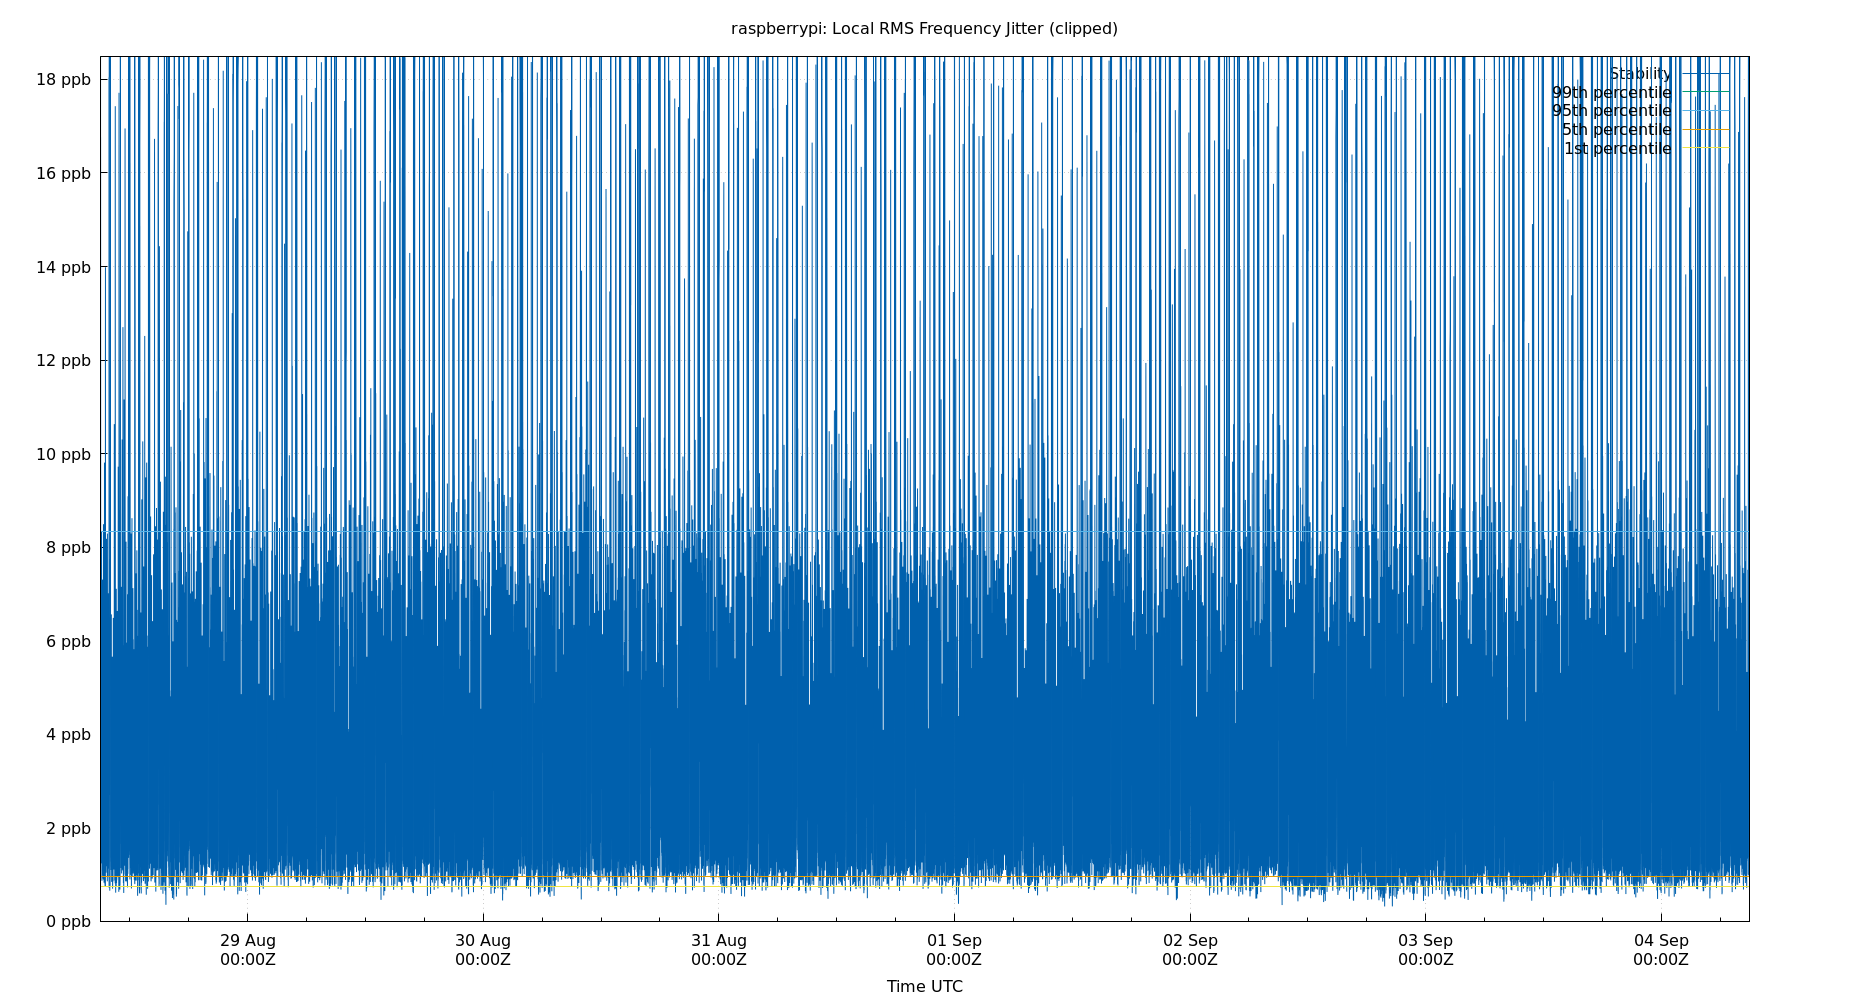 raspberrypi: Local RMS Frequency Jitter (clipped)
18 ppb
16 ppb
14 ppb
12 ppb
10 ppb
8 ppb
6 ppb
4 ppb
2 ppb
0 ppb
Stability
99th percentile
95th percentile
5th percentile
1st percentile
29 Aug
00:00Z
30 Aug
00:00Z
31 Aug
00:00Z
01 Sep
00:00Z
02 Sep
00:00Z
03 Sep
00:00Z
04 Sep
00:00Z
Time UTC